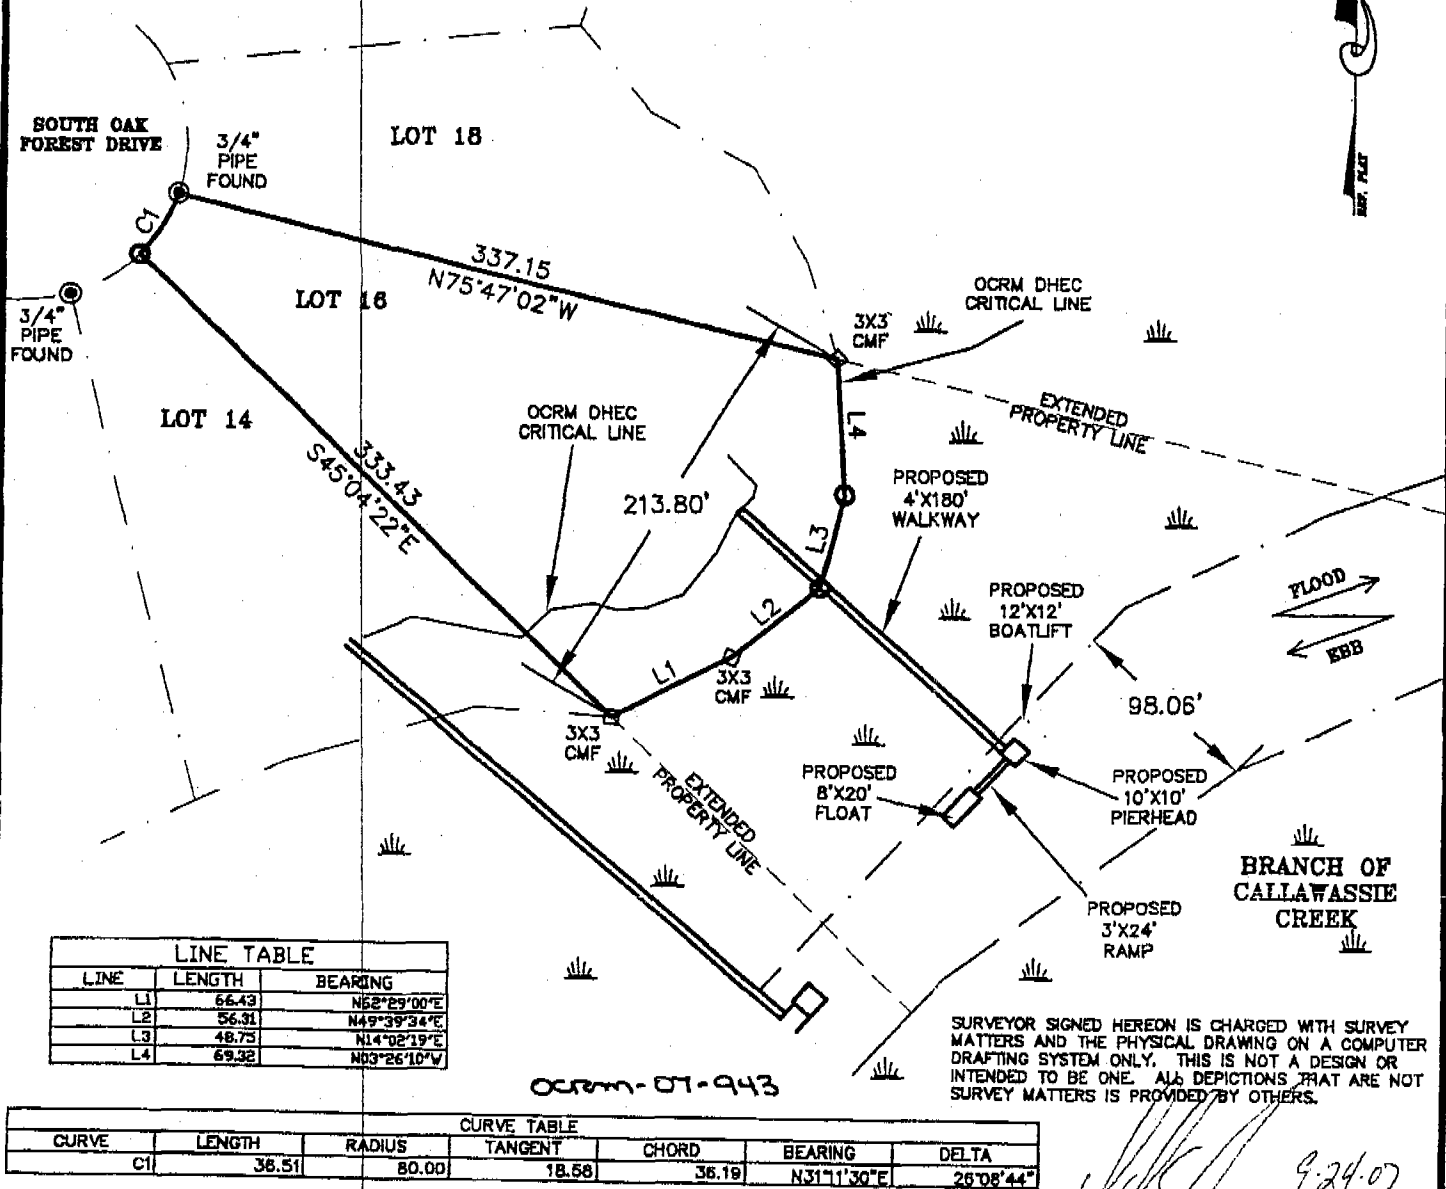 REF. PLAT
SOUTH OAK
FOREST DRIVE
3/4"
PIPE
FOUND
LOT 18
C1
337.15
N75°47'02"W
LOT 16
3/4"
PIPE
FOUND
OCRM DHEC
CRITICAL LINE
3X3
CMF
LOT 14
333.43
S45°04'22"E
OCRM DHEC
CRITICAL LINE
EXTENDED
PROPERTY LINE
L4
213.80'
PROPOSED
4'X180'
WALKWAY
L3
L2
L1
PROPOSED
12'X12'
BOATLIFT
FLOOD
EBB
3X3
CMF
3X3
CMF
98.06'
EXTENDED
PROPERTY LINE
PROPOSED
8'X20'
FLOAT
PROPOSED
10'X10'
PIERHEAD
BRANCH OF
CALLAWASSIE
CREEK
PROPOSED
3'X24'
RAMP
LINE TABLE
LINE LENGTH BEARING
L1 66.43 N62°29'00"E
L2 56.31 N49°39'34"E
L3 48.75 N14°02'19"E
L4 69.32 N03°26'10"W
SURVEYOR SIGNED HEREON IS CHARGED WITH SURVEY
MATTERS AND THE PHYSICAL DRAWING ON A COMPUTER
DRAFTING SYSTEM ONLY. THIS IS NOT A DESIGN OR
INTENDED TO BE ONE. ALL DEPICTIONS THAT ARE NOT
SURVEY MATTERS IS PROVIDED BY OTHERS.
OCRM-07-943
CURVE TABLE
CURVE LENGTH RADIUS TANGENT CHORD BEARING DELTA
C1 36.51 80.00 18.58 36.19 N31°11'30"E 26°08'44"
9-24-07